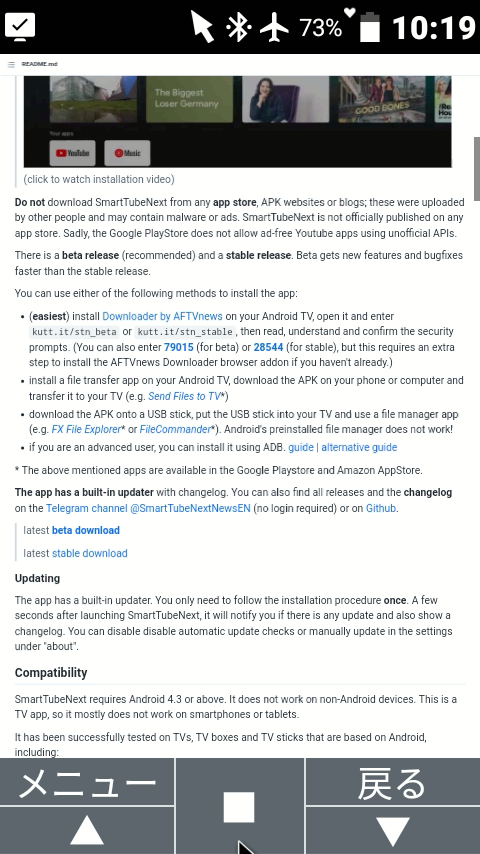 73% 10:19
README.md
The Biggest
Loser Germany
GOOD BONES
Your apps
YouTube Music
(click to watch installation video)
Do not download SmartTubeNext from any app store, APK websites or blogs; these were uploaded
by other people and may contain malware or ads. SmartTubeNext is not officially published on any
app store. Sadly, the Google PlayStore does not allow ad-free Youtube apps using unofficial APIs.
There is a beta release (recommended) and a stable release. Beta gets new features and bugfixes
faster than the stable release.
You can use either of the following methods to install the app:
• (easiest) install Downloader by AFTVnews on your Android TV, open it and enter
kutt.it/stn_beta or kutt.it/stn_stable, then read, understand and confirm the security
prompts. (You can also enter 79015 (for beta) or 28544 (for stable), but this requires an extra
step to install the AFTVnews Downloader browser addon if you haven't already.)
• install a file transfer app on your Android TV, download the APK on your phone or computer and
transfer it to your TV (e.g. Send Files to TV*)
• download the APK onto a USB stick, put the USB stick into your TV and use a file manager app
(e.g. FX File Explorer* or FileCommander*). Android's preinstalled file manager does not work!
• if you are an advanced user, you can install it using ADB. guide | alternative guide
* The above mentioned apps are available in the Google Playstore and Amazon AppStore.
The app has a built-in updater with changelog. You can also find all releases and the changelog
on the Telegram channel @SmartTubeNextNewsEN (no login required) or on Github.
latest beta download
latest stable download
Updating
The app has a built-in updater. You only need to follow the installation procedure once. A few
seconds after launching SmartTubeNext, it will notify you if there is any update and also show a
changelog. You can disable disable automatic update checks or manually update in the settings
under "about".
Compatibility
SmartTubeNext requires Android 4.3 or above. It does not work on non-Android devices. This is a
TV app, so it mostly does not work on smartphones or tablets.
It has been successfully tested on TVs, TV boxes and TV sticks that are based on Android,
including:
メニュー 戻る